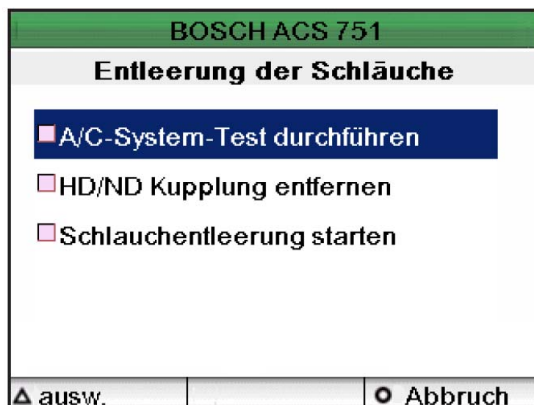 BOSCH ACS 751
Entleerung der Schläuche
A/C-System-Test durchführen
HD/ND Kupplung entfernen
Schlauchentleerung starten
ausw.
Abbruch